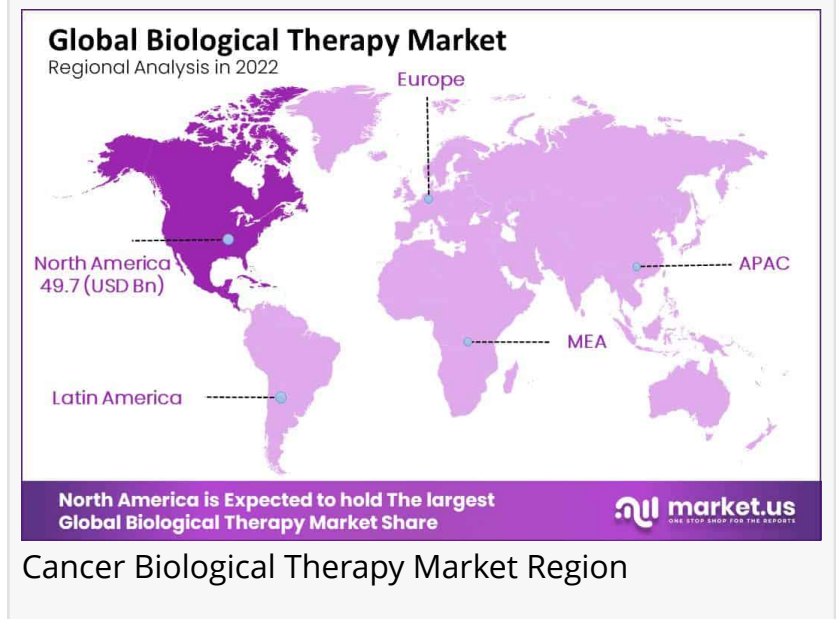 Global Biological Therapy Market
Regional Analysis in 2022
Europe
North America
49.7 (USD Bn)
APAC
MEA
Latin America
North America is Expected to hold The largest
Global Biological Therapy Market Share
market.us
ONE STOP SHOP FOR THE REPORTS
Cancer Biological Therapy Market Region